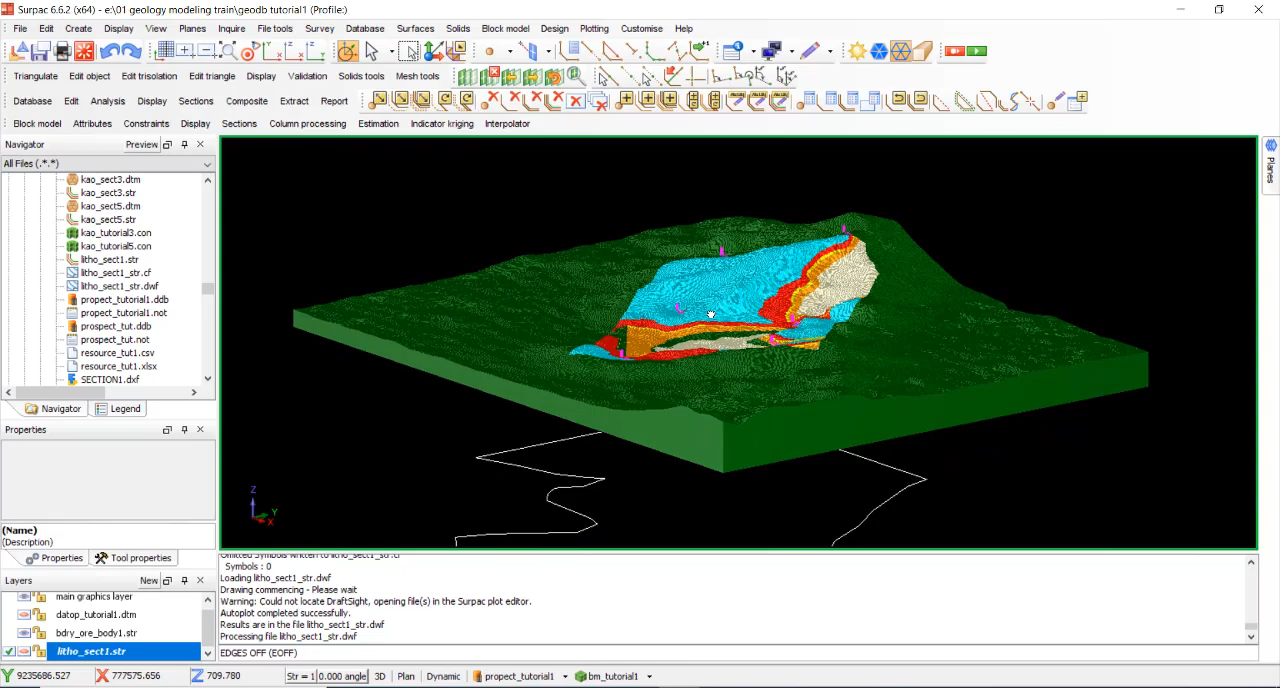 Surpac 6.6.2 (x64) - e:\01 geology modeling train\geodb tutorial1 (Profile:)
File Edit Create Display View Planes Inquire File tools Survey Database Surfaces Solids Block model Design Plotting Customise Help
Triangulate Edit object Edit trisolation Edit triangle Display Validation Solids tools Mesh tools
Database Edit Analysis Display Sections Composite Extract Report
Block model Attributes Constraints Display Sections Column processing Estimation Indicator kriging Interpolator
Navigator Preview
All Files (.*.*)
kao_sect3.dtm
kao_sect3.str
kao_sect5.dtm
kao_sect5.str
kao_tutorial3.con
kao_tutorial5.con
litho_sect1.str
litho_sect1_str.cf
litho_sect1_str.dwf
propect_tutorial1.ddb
propect_tutorial1.not
prospect_tut.ddb
prospect_tut.not
resource_tut1.csv
resource_tut1.xlsx
SECTION1.dxf
Navigator Legend
Properties
(Name)
(Description)
Properties Tool properties
Layers New
main graphics layer
datop_tutorial1.dtm
bdry_ore_body1.str
litho_sect1.str
Planes
Z
Y
X
Omitted Symbols written to litho_sect1_str.cf
Symbols : 0
Loading litho_sect1_str.dwf
Drawing commencing - Please wait
Warning: Could not locate DraftSight, opening file(s) in the Surpac plot editor.
Autoplot completed successfully.
Results are in the file litho_sect1_str.dwf
Processing file litho_sect1_str.dwf
EDGES OFF (EOFF)
Y 9235686.527 X 777575.656 Z 709.780 Str = 1 0.000 angle 3D Plan Dynamic propect_tutorial1 bm_tutorial1